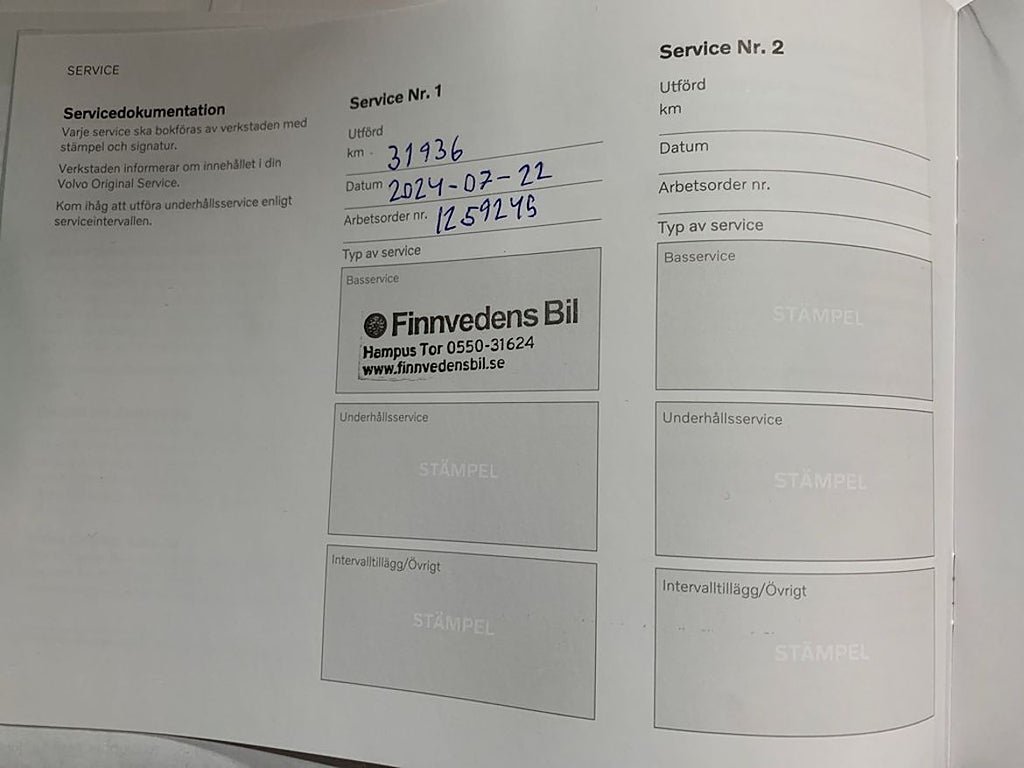 SERVICE
Servicedokumentation
Varje service ska bokföras av verkstaden med
stämpel och signatur.
Verkstaden informerar om innehållet i din
Volvo Original Service.
Kom ihåg att utföra underhållsservice enligt
serviceintervallen.
Service Nr. 1
Utförd
km 31936
Datum 2024-07-22
Arbetsorder nr. 1259245
Typ av service
Basservice
Finnvedens Bil
Hampus Tor 0550-31624
www.finnvedensbil.se
Underhållsservice
STÄMPEL
Intervalltillägg/Övrigt
STÄMPEL
Service Nr. 2
Utförd
km
Datum
Arbetsorder nr.
Typ av service
Basservice
STÄMPEL
Underhållsservice
STÄMPEL
Intervalltillägg/Övrigt
STÄMPEL